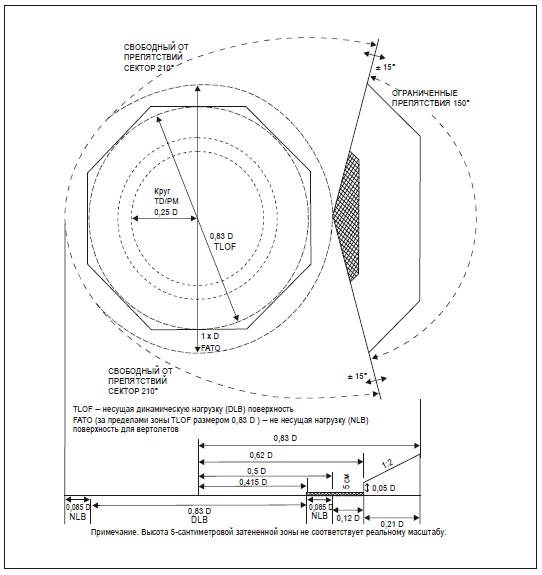 СВОБОДНЫЙ ОТ
ПРЕПЯТСТВИЙ
СЕКТОР 210°
± 15°
ОГРАНИЧЕННЫЕ
ПРЕПЯТСТВИЯ 150°
Круг
TD/PM
0,25 D
0,83 D
TLOF
1 x D
FATO
СВОБОДНЫЙ ОТ
ПРЕПЯТСТВИЙ
СЕКТОР 210°
± 15°
TLOF – несущая динамическую нагрузку (DLB) поверхность
FATO (за пределами зоны TLOF размером 0,83 D ) – не несущая нагрузку (NLB)
поверхность для вертолетов
0,83 D
0,62 D
0,5 D
0,415 D
5 см
1:2
0,05 D
0,085 D
NLB
0,83 D
DLB
0,085 D
NLB
0,12 D
0,21 D
Примечание. Высота 5-сантиметровой затененной зоны не соответствует реальному масштабу.